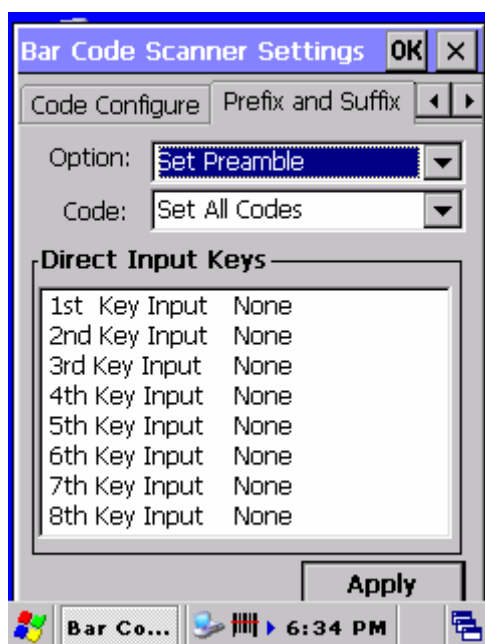 Bar Code Scanner Settings OK
Code Configure Prefix and Suffix
Option: Set Preamble
Code: Set All Codes
Direct Input Keys
1st Key Input None
2nd Key Input None
3rd Key Input None
4th Key Input None
5th Key Input None
6th Key Input None
7th Key Input None
8th Key Input None
Apply
Bar Co... 6:34 PM